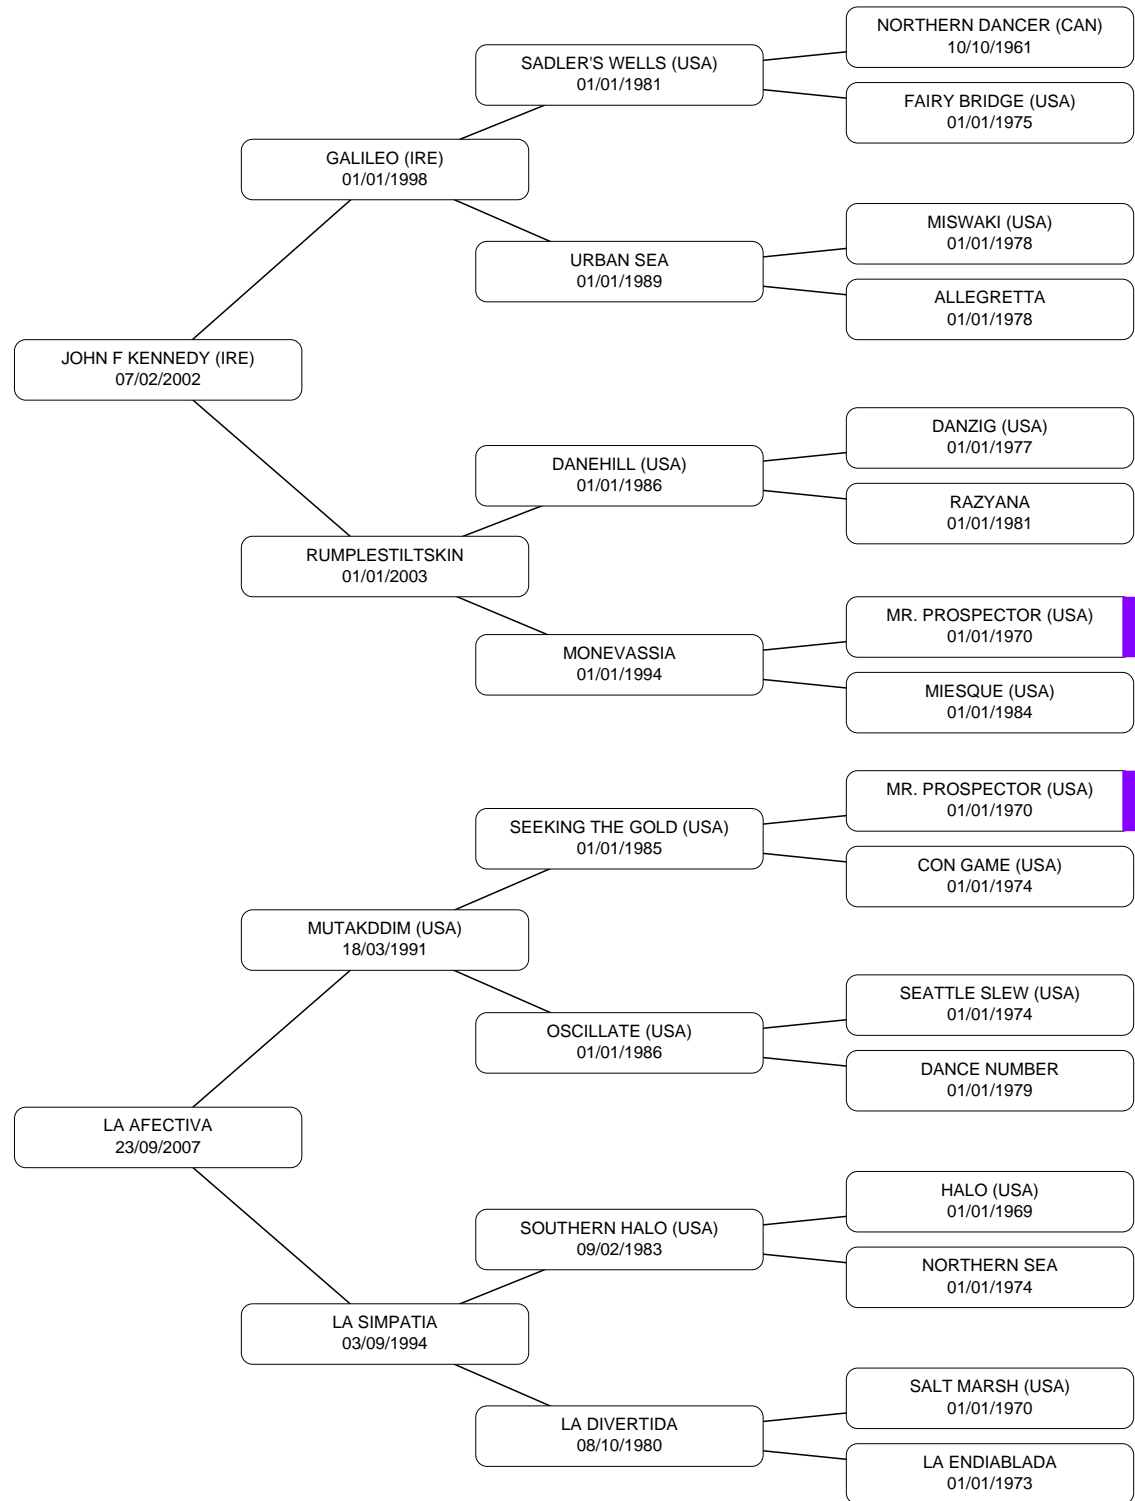 NORTHERN DANCER (CAN)
10/10/1961
SADLER'S WELLS (USA)
01/01/1981
FAIRY BRIDGE (USA)
01/01/1975
GALILEO (IRE)
01/01/1998
MISWAKI (USA)
01/01/1978
URBAN SEA
01/01/1989
ALLEGRETTA
01/01/1978
JOHN F KENNEDY (IRE)
07/02/2002
DANZIG (USA)
01/01/1977
DANEHILL (USA)
01/01/1986
RAZYANA
01/01/1981
RUMPLESTILTSKIN
01/01/2003
MR. PROSPECTOR (USA)
01/01/1970
MONEVASSIA
01/01/1994
MIESQUE (USA)
01/01/1984
MR. PROSPECTOR (USA)
01/01/1970
SEEKING THE GOLD (USA)
01/01/1985
CON GAME (USA)
01/01/1974
MUTAKDDIM (USA)
18/03/1991
SEATTLE SLEW (USA)
01/01/1974
OSCILLATE (USA)
01/01/1986
DANCE NUMBER
01/01/1979
LA AFECTIVA
23/09/2007
HALO (USA)
01/01/1969
SOUTHERN HALO (USA)
09/02/1983
NORTHERN SEA
01/01/1974
LA SIMPATIA
03/09/1994
SALT MARSH (USA)
01/01/1970
LA DIVERTIDA
08/10/1980
LA ENDIABLADA
01/01/1973